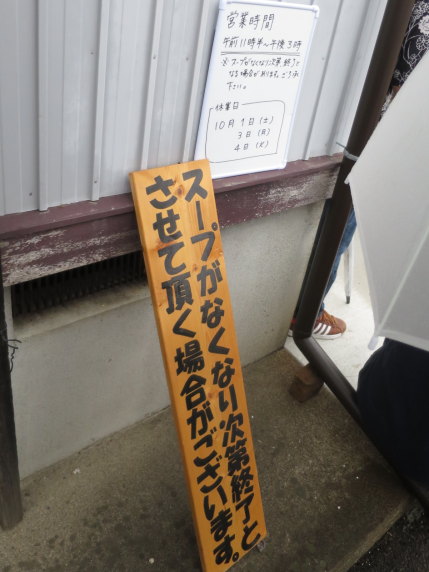 営業時間
午前11時半~午後3時
※スープがなくなり次第、終了と
なる場合があります。ご了承
下さい。
休業日
10月1日(土)
3日(月)
4日(火)
スープがなくなり次第終了と
させて頂く場合がございます。